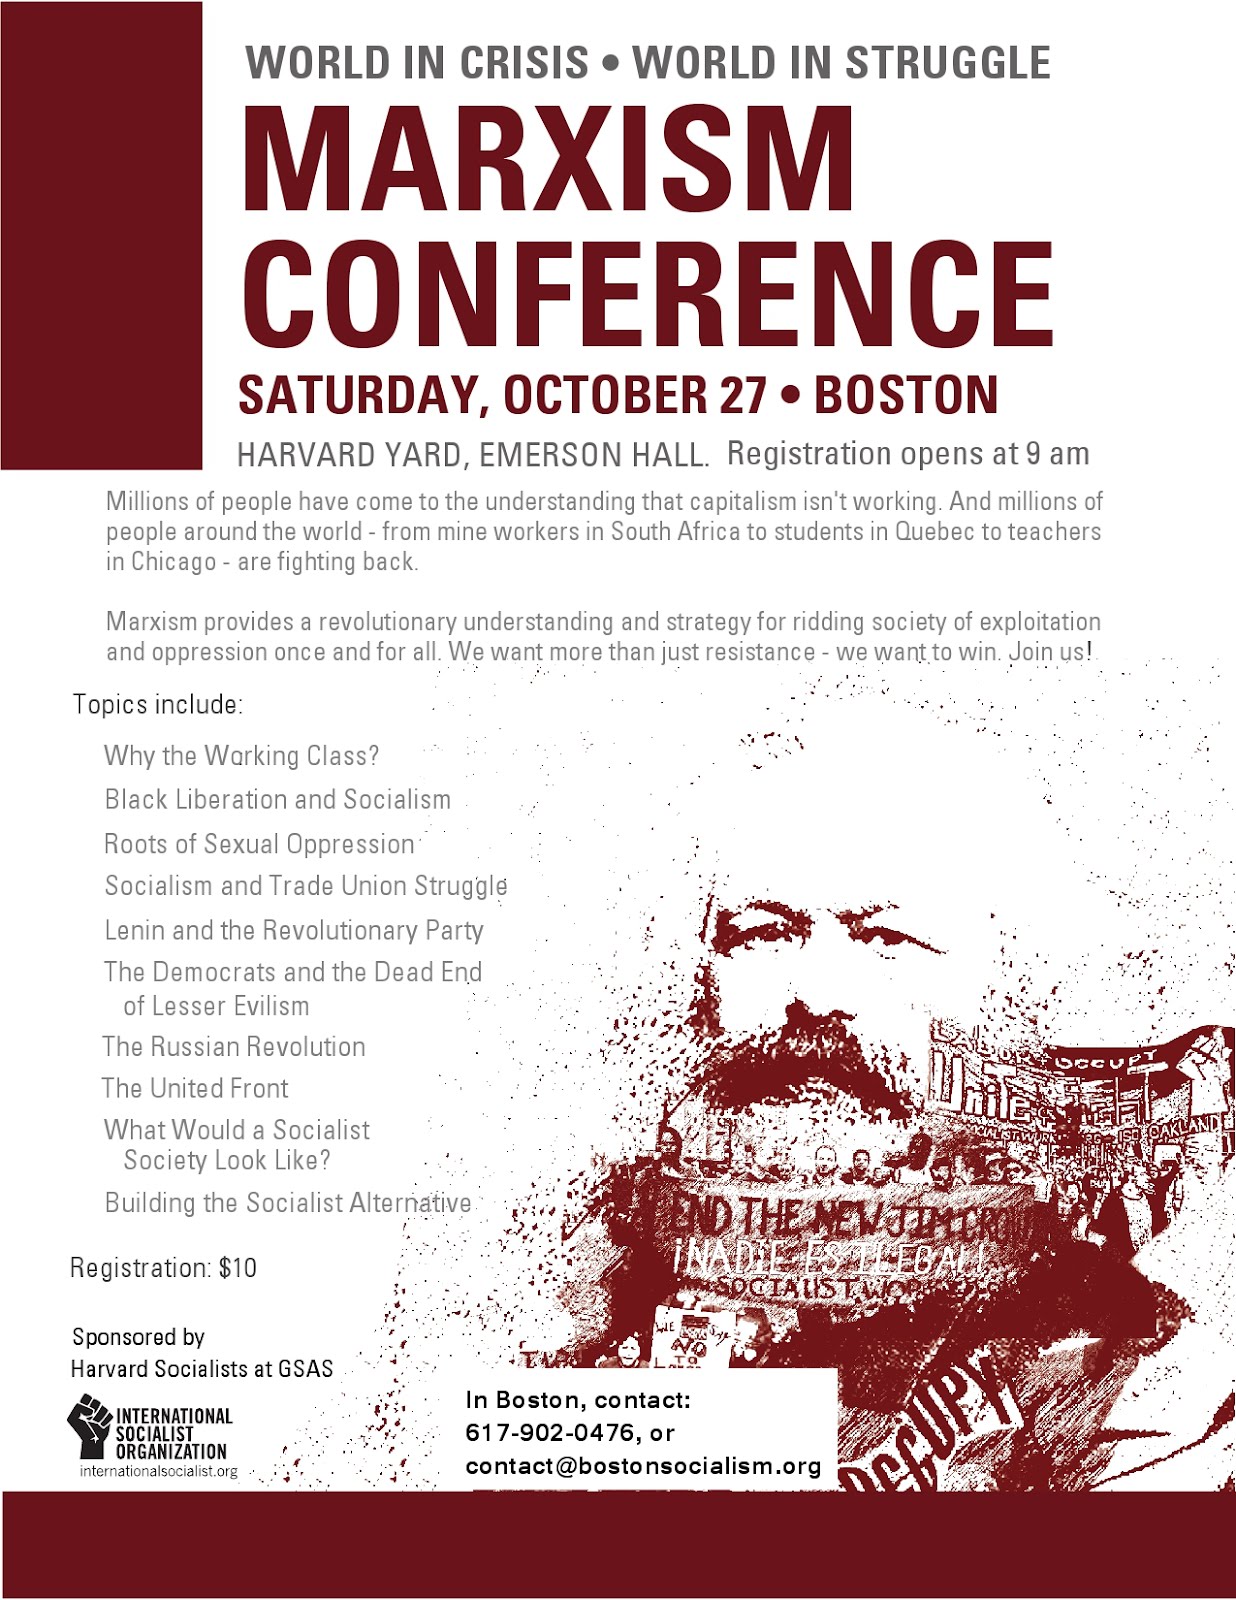 WORLD IN CRISIS • WORLD IN STRUGGLE
MARXISM
CONFERENCE
SATURDAY, OCTOBER 27 • BOSTON
HARVARD YARD, EMERSON HALL. Registration opens at 9 am
Millions of people have come to the understanding that capitalism isn't working. And millions of
people around the world - from mine workers in South Africa to students in Quebec to teachers
in Chicago - are fighting back.
Marxism provides a revolutionary understanding and strategy for ridding society of exploitation
and oppression once and for all. We want more than just resistance - we want to win. Join us!
Topics include:
Why the Working Class?
Black Liberation and Socialism
Roots of Sexual Oppression
Socialism and Trade Union Struggle
Lenin and the Revolutionary Party
The Democrats and the Dead End
of Lesser Evilism
The Russian Revolution
The United Front
What Would a Socialist
Society Look Like?
Building the Socialist Alternative
Registration: $10
Sponsored by
Harvard Socialists at GSAS
INTERNATIONAL
SOCIALIST
ORGANIZATION
internationalsocialist.org
In Boston, contact:
617-902-0476, or
contact@bostonsocialism.org
OCCUPY
OAKLAND
END THE NEW JIM CROW
¡NADIE ES ILEGAL!
SOCIALIST
NO
TO
OCCUPY